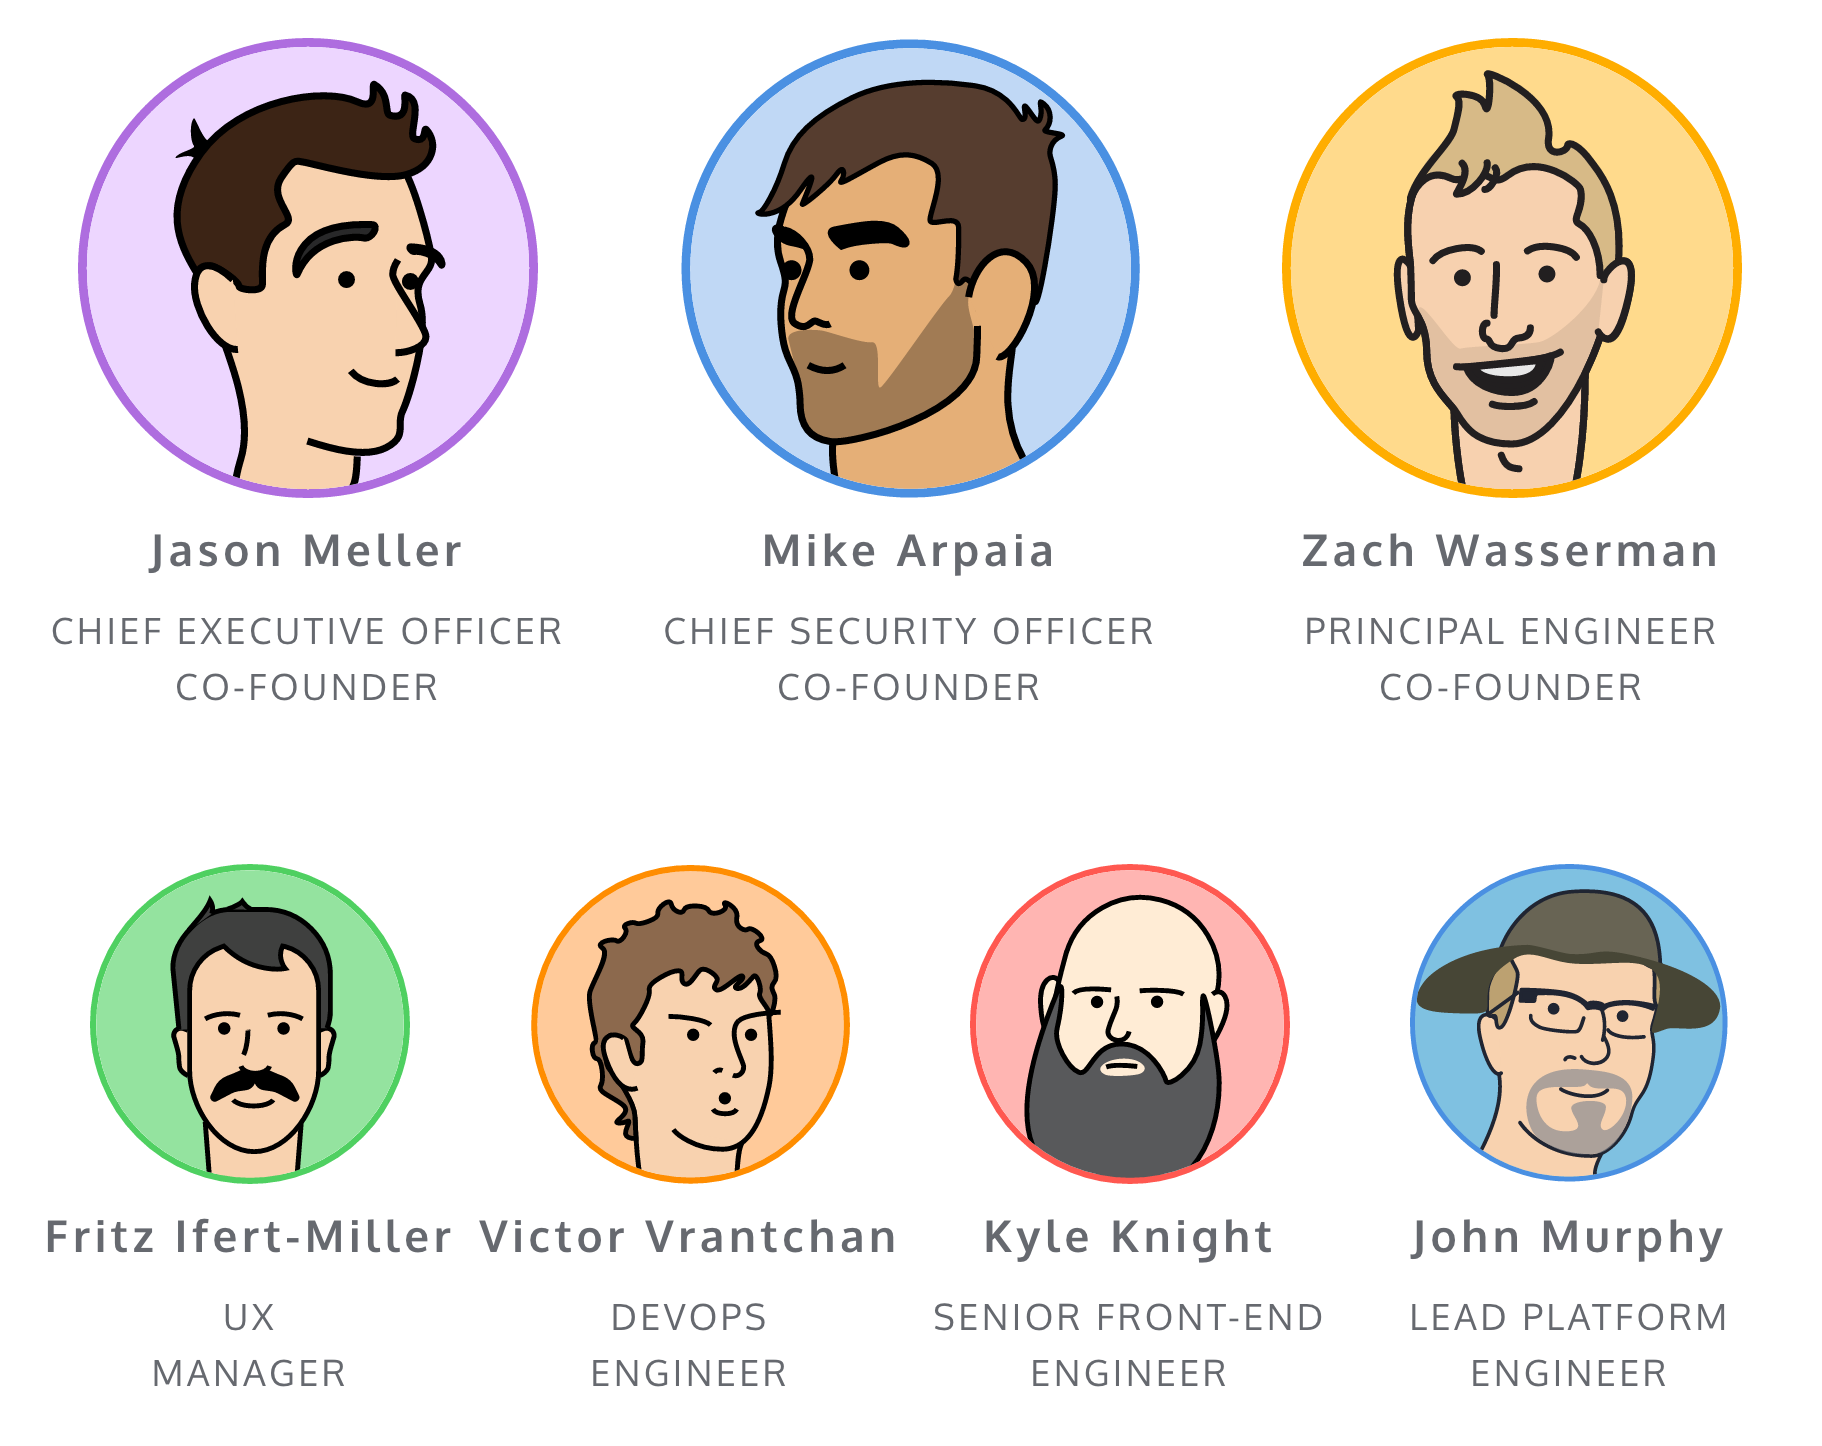 Jason Meller
CHIEF EXECUTIVE OFFICER
CO-FOUNDER
Mike Arpaia
CHIEF SECURITY OFFICER
CO-FOUNDER
Zach Wasserman
PRINCIPAL ENGINEER
CO-FOUNDER
Fritz Ifert-Miller
UX
MANAGER
Victor Vrantchan
DEVOPS
ENGINEER
Kyle Knight
SENIOR FRONT-END
ENGINEER
John Murphy
LEAD PLATFORM
ENGINEER